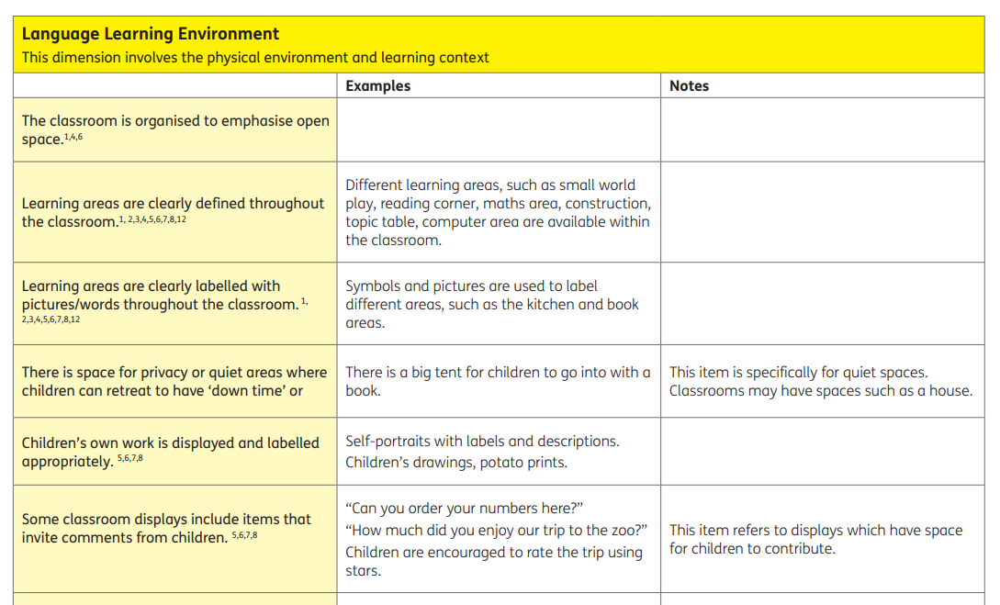 Language Learning Environment
This dimension involves the physical environment and learning context
Examples
Notes
The classroom is organised to emphasise open
space.1,4,6
Learning areas are clearly defined throughout
the classroom.1, 2,3,4,5,6,7,8,12
Different learning areas, such as small world
play, reading corner, maths area, construction,
topic table, computer area are available within
the classroom.
Learning areas are clearly labelled with
pictures/words throughout the classroom. 1,
2,3,4,5,6,7,8,12
Symbols and pictures are used to label
different areas, such as the kitchen and book
areas.
There is space for privacy or quiet areas where
children can retreat to have ‘down time’ or
There is a big tent for children to go into with a
book.
This item is specifically for quiet spaces.
Classrooms may have spaces such as a house.
Children’s own work is displayed and labelled
appropriately. 5,6,7,8
Self-portraits with labels and descriptions.
Children’s drawings, potato prints.
Some classroom displays include items that
invite comments from children. 5,6,7,8
“Can you order your numbers here?”
“How much did you enjoy our trip to the zoo?”
Children are encouraged to rate the trip using
stars.
This item refers to displays which have space
for children to contribute.